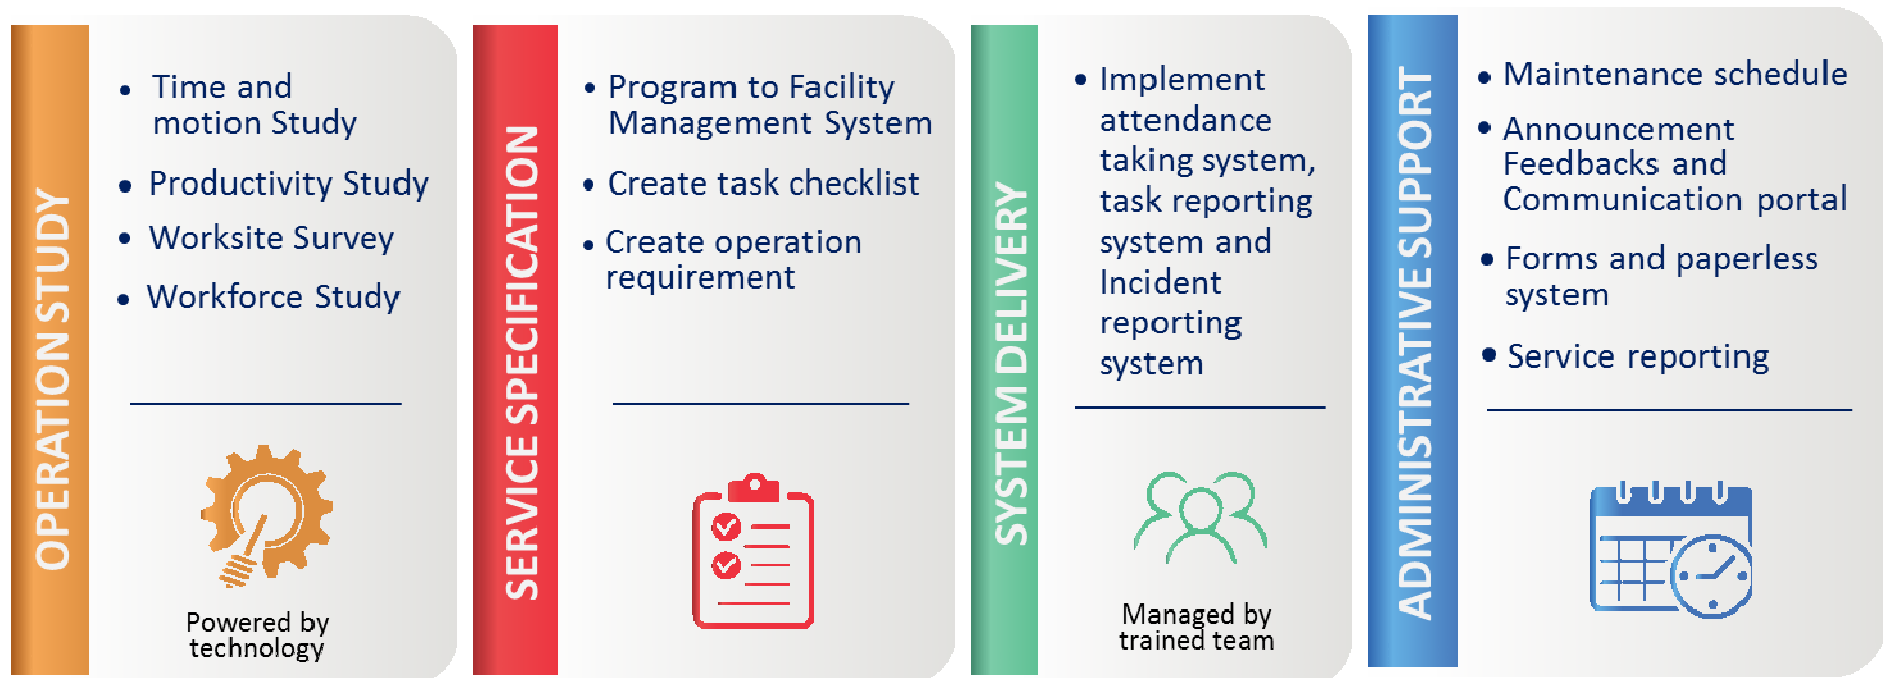 OPERATION STUDY
• Time and
motion Study
• Productivity Study
• Worksite Survey
• Workforce Study
Powered by
technology
SERVICE SPECIFICATION
• Program to Facility
Management System
• Create task checklist
• Create operation
requirement
SYSTEM DELIVERY
• Implement
attendance
taking system,
task reporting
system and
Incident
reporting
system
Managed by
trained team
ADMINISTRATIVE SUPPORT
• Maintenance schedule
• Announcement
Feedbacks and
Communication portal
• Forms and paperless
system
• Service reporting